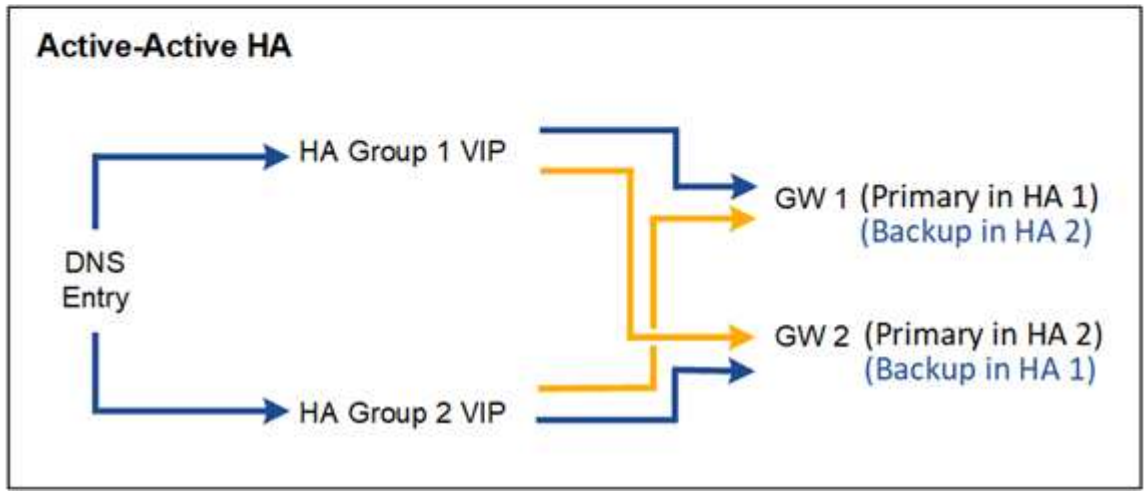 Active-Active HA
HA Group 1 VIP
GW 1 (Primary in HA 1)
(Backup in HA 2)
DNS
Entry
GW 2 (Primary in HA 2)
(Backup in HA 1)
HA Group 2 VIP